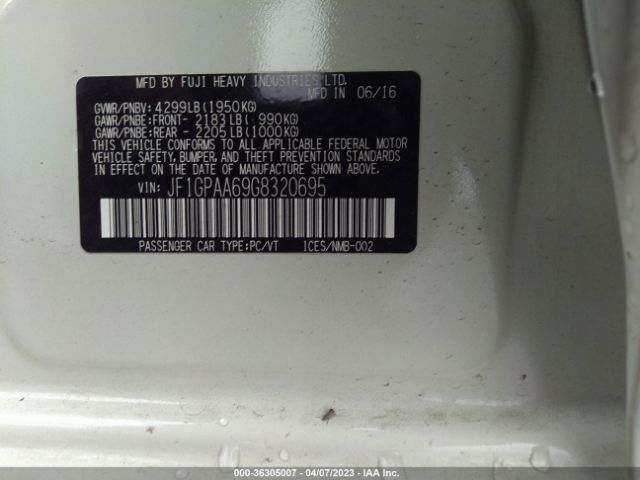 MFD BY FUJI HEAVY INDUSTRIES LTD.
MFD IN 06/16
GVWR/PNBV: 4299LB(1950KG)
GAWR/PNBE:FRONT- 2183LB( 990KG)
GAWR/PNBE:REAR - 2205LB(1000KG)
THIS VEHICLE CONFORMS TO ALL APPLICABLE FEDERAL MOTOR
VEHICLE SAFETY, BUMPER, AND THEFT PREVENTION STANDARDS
IN EFFECT ON THE DATE OF MANUFACTURE SHOWN ABOVE.
VIN: JF1GPAA69G8320695
PASSENGER CAR TYPE:PC/VT ICES/NMB-002
000-36305007 - 04/07/2023 - IAA Inc.